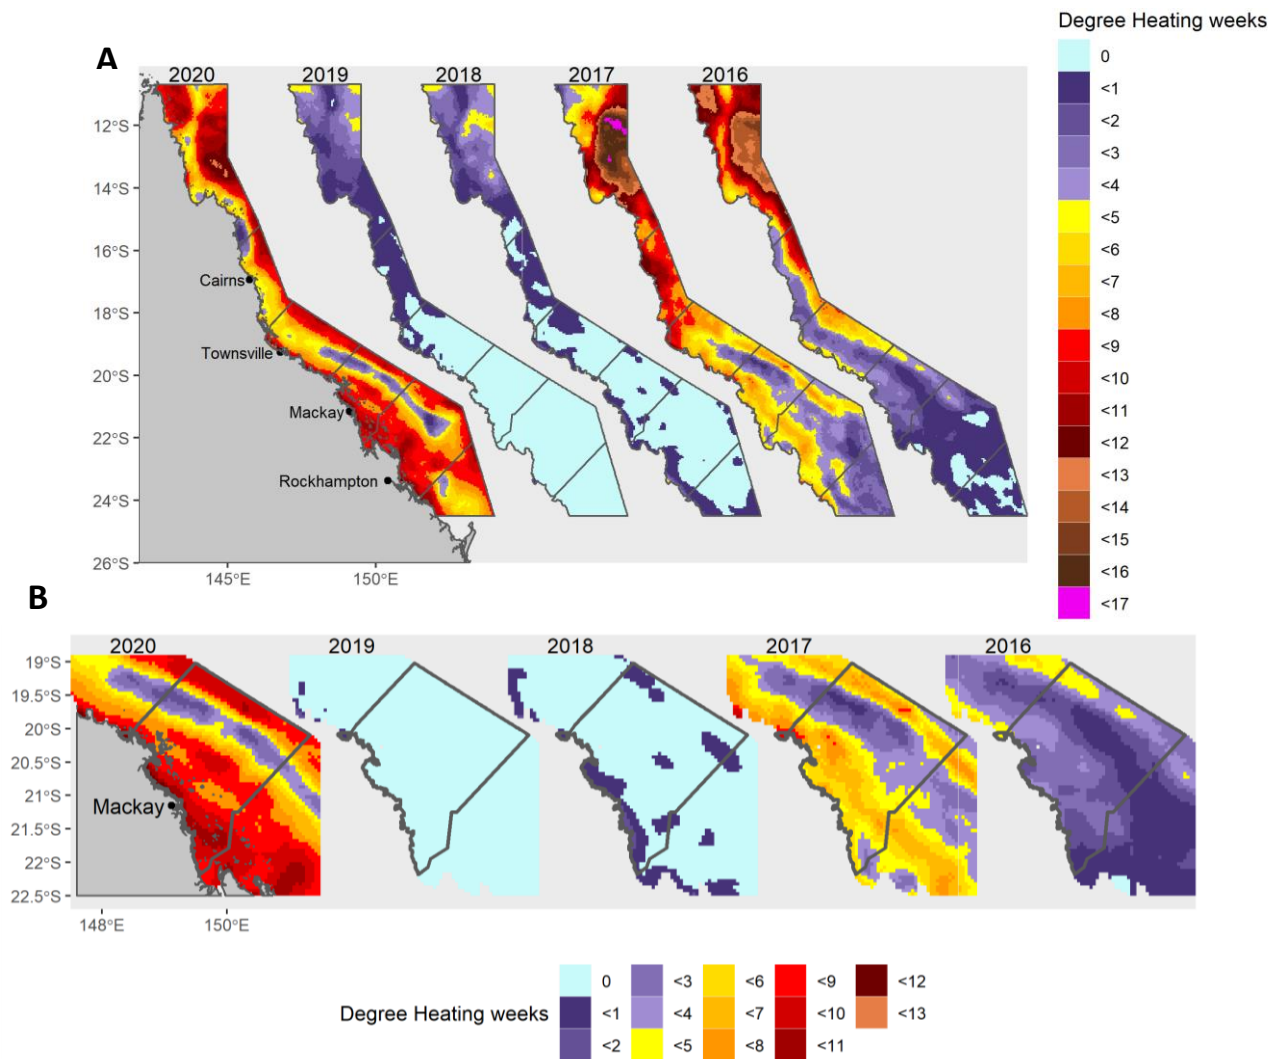 A
2020 2019 2018 2017 2016
12°S
14°S
16°S
18°S
20°S
22°S
24°S
26°S
Cairns
Townsville
Mackay
Rockhampton
145°E 150°E
Degree Heating weeks
0
<1
<2
<3
<4
<5
<6
<7
<8
<9
<10
<11
<12
<13
<14
<15
<16
<17
B
2020 2019 2018 2017 2016
19°S
19.5°S
20°S
20.5°S
21°S
21.5°S
22°S
22.5°S
Mackay
148°E 150°E
Degree Heating weeks
0 <3 <6 <9 <12
<1 <4 <7 <10 <13
<2 <5 <8 <11